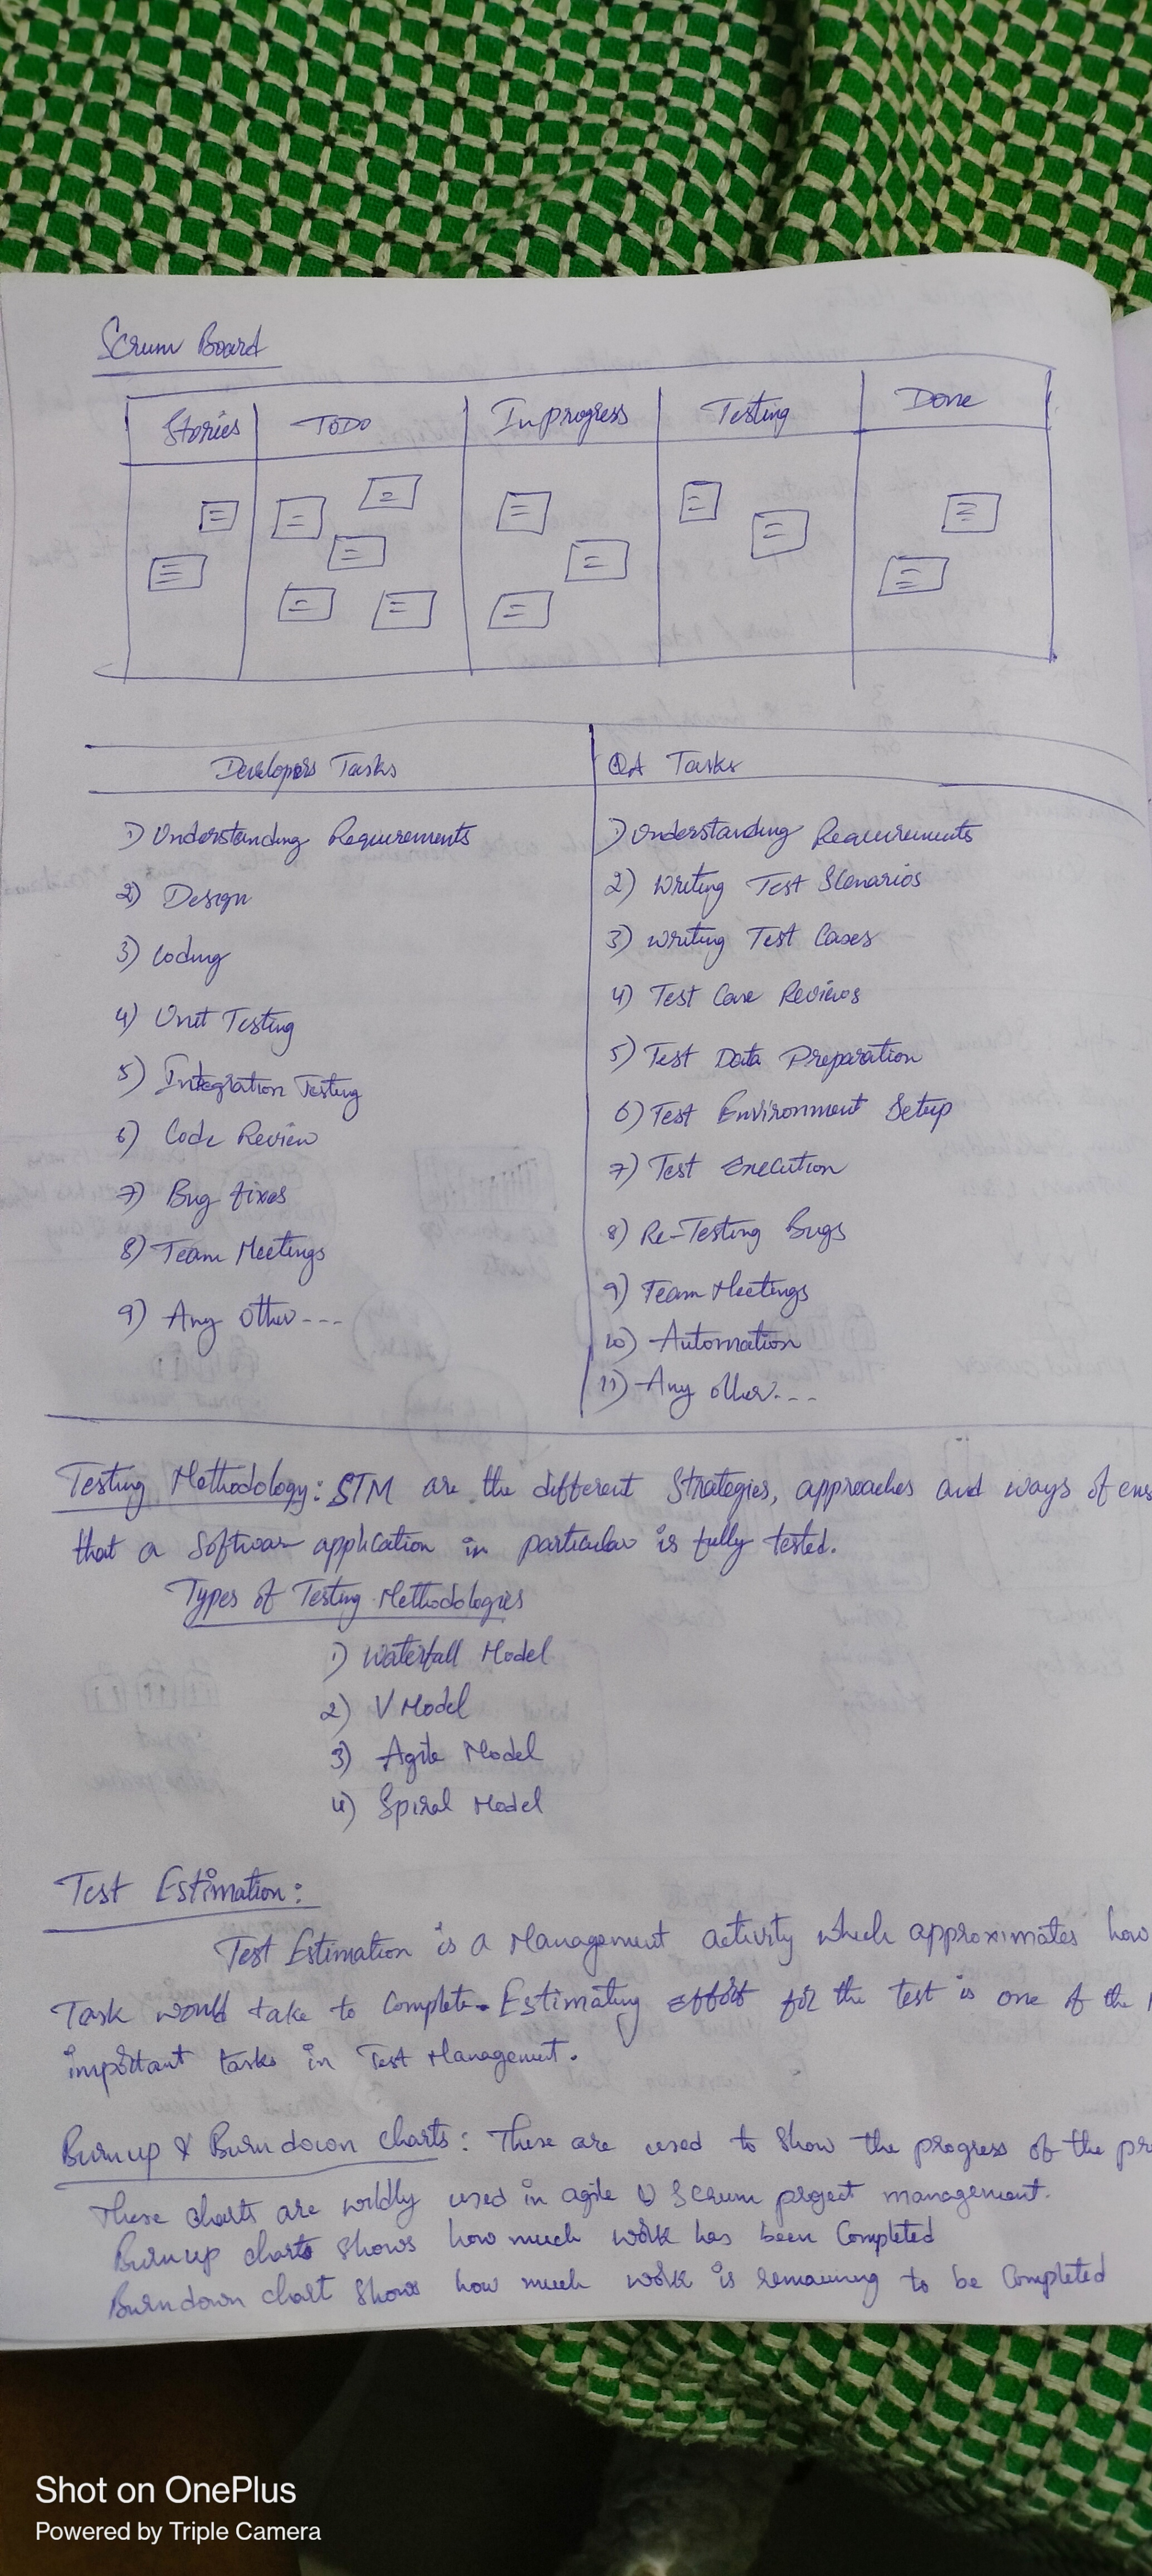 Scrum Board
Stories TODO In progress Testing Done
Developers Tasks QA Tasks
1) Understanding Requirements
2) Design
3) Coding
4) Unit Testing
5) Integration Testing
6) Code Review
7) Bug fixes
8) Team Meetings
9) Any other---
1) Understanding Requirements
2) Writing Test Scenarios
3) Writing Test Cases
4) Test Case Reviews
5) Test Data Preparation
6) Test Environment Setup
7) Test Execution
8) Re-Testing Bugs
9) Team Meetings
10) Automation
11) Any other---
Testing Methodology: STM are the different Strategies, approaches and ways of ens
that a Software application in particular is fully tested.
Types of Testing Methodologies
1) Waterfall Model
2) V Model
3) Agile Model
4) Spiral Model
Test Estimation:
Test Estimation is a Management activity which approximates how
Task would take to Complete. Estimating effort for the test is one of the
important tasks in Test Management.
Burnup & Burndown charts: These are used to show the progress of the pr
These charts are wildly used in agile & Scrum project management.
Burnup charts shows how much work has been Completed
Burndown chart shows how much work is remaining to be Completed
Shot on OnePlus
Powered by Triple Camera